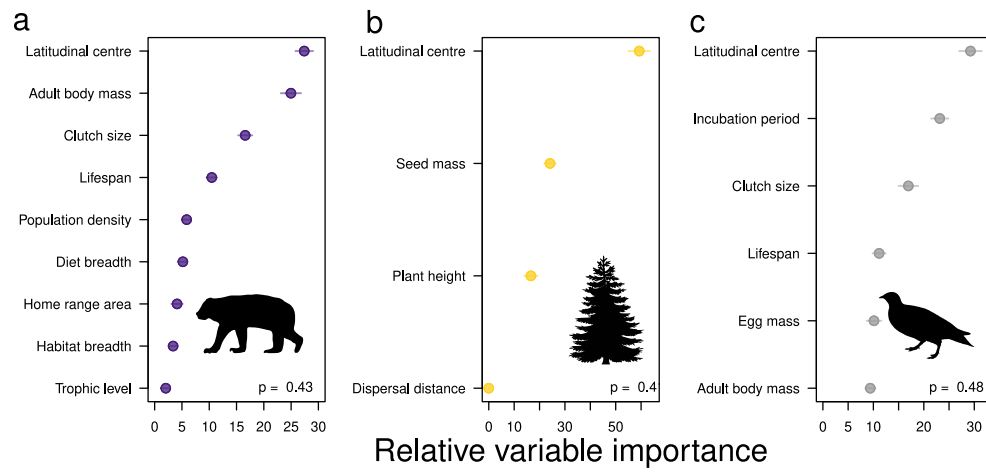 a
Latitudinal centre
Adult body mass
Clutch size
Lifespan
Population density
Diet breadth
Home range area
Habitat breadth
Trophic level
p = 0.43
0 5 10 15 20 25 30
b
Latitudinal centre
Seed mass
Plant height
Dispersal distance
p = 0.4
0 10 20 30 50
c
Latitudinal centre
Incubation period
Clutch size
Lifespan
Egg mass
Adult body mass
p = 0.48
0 5 10 20 30
Relative variable importance